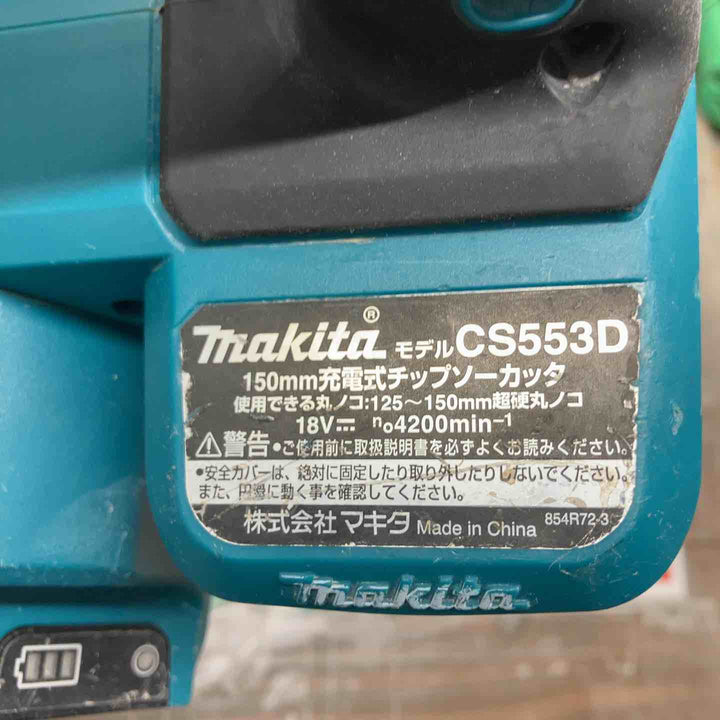 makita® モデルCS553D
150mm充電式チップソーカッタ
使用できる丸ノコ:125〜150mm超硬丸ノコ
18V⎓ n₀4200min⁻¹
⚠警告•ご使用前に取扱説明書を必ずよくお読みください。
•安全カバーは、絶対に固定したり取り外したりしないでください。
また、円滑に動く事を確認してください。
株式会社マキタ Made in China 854R72-3
makita